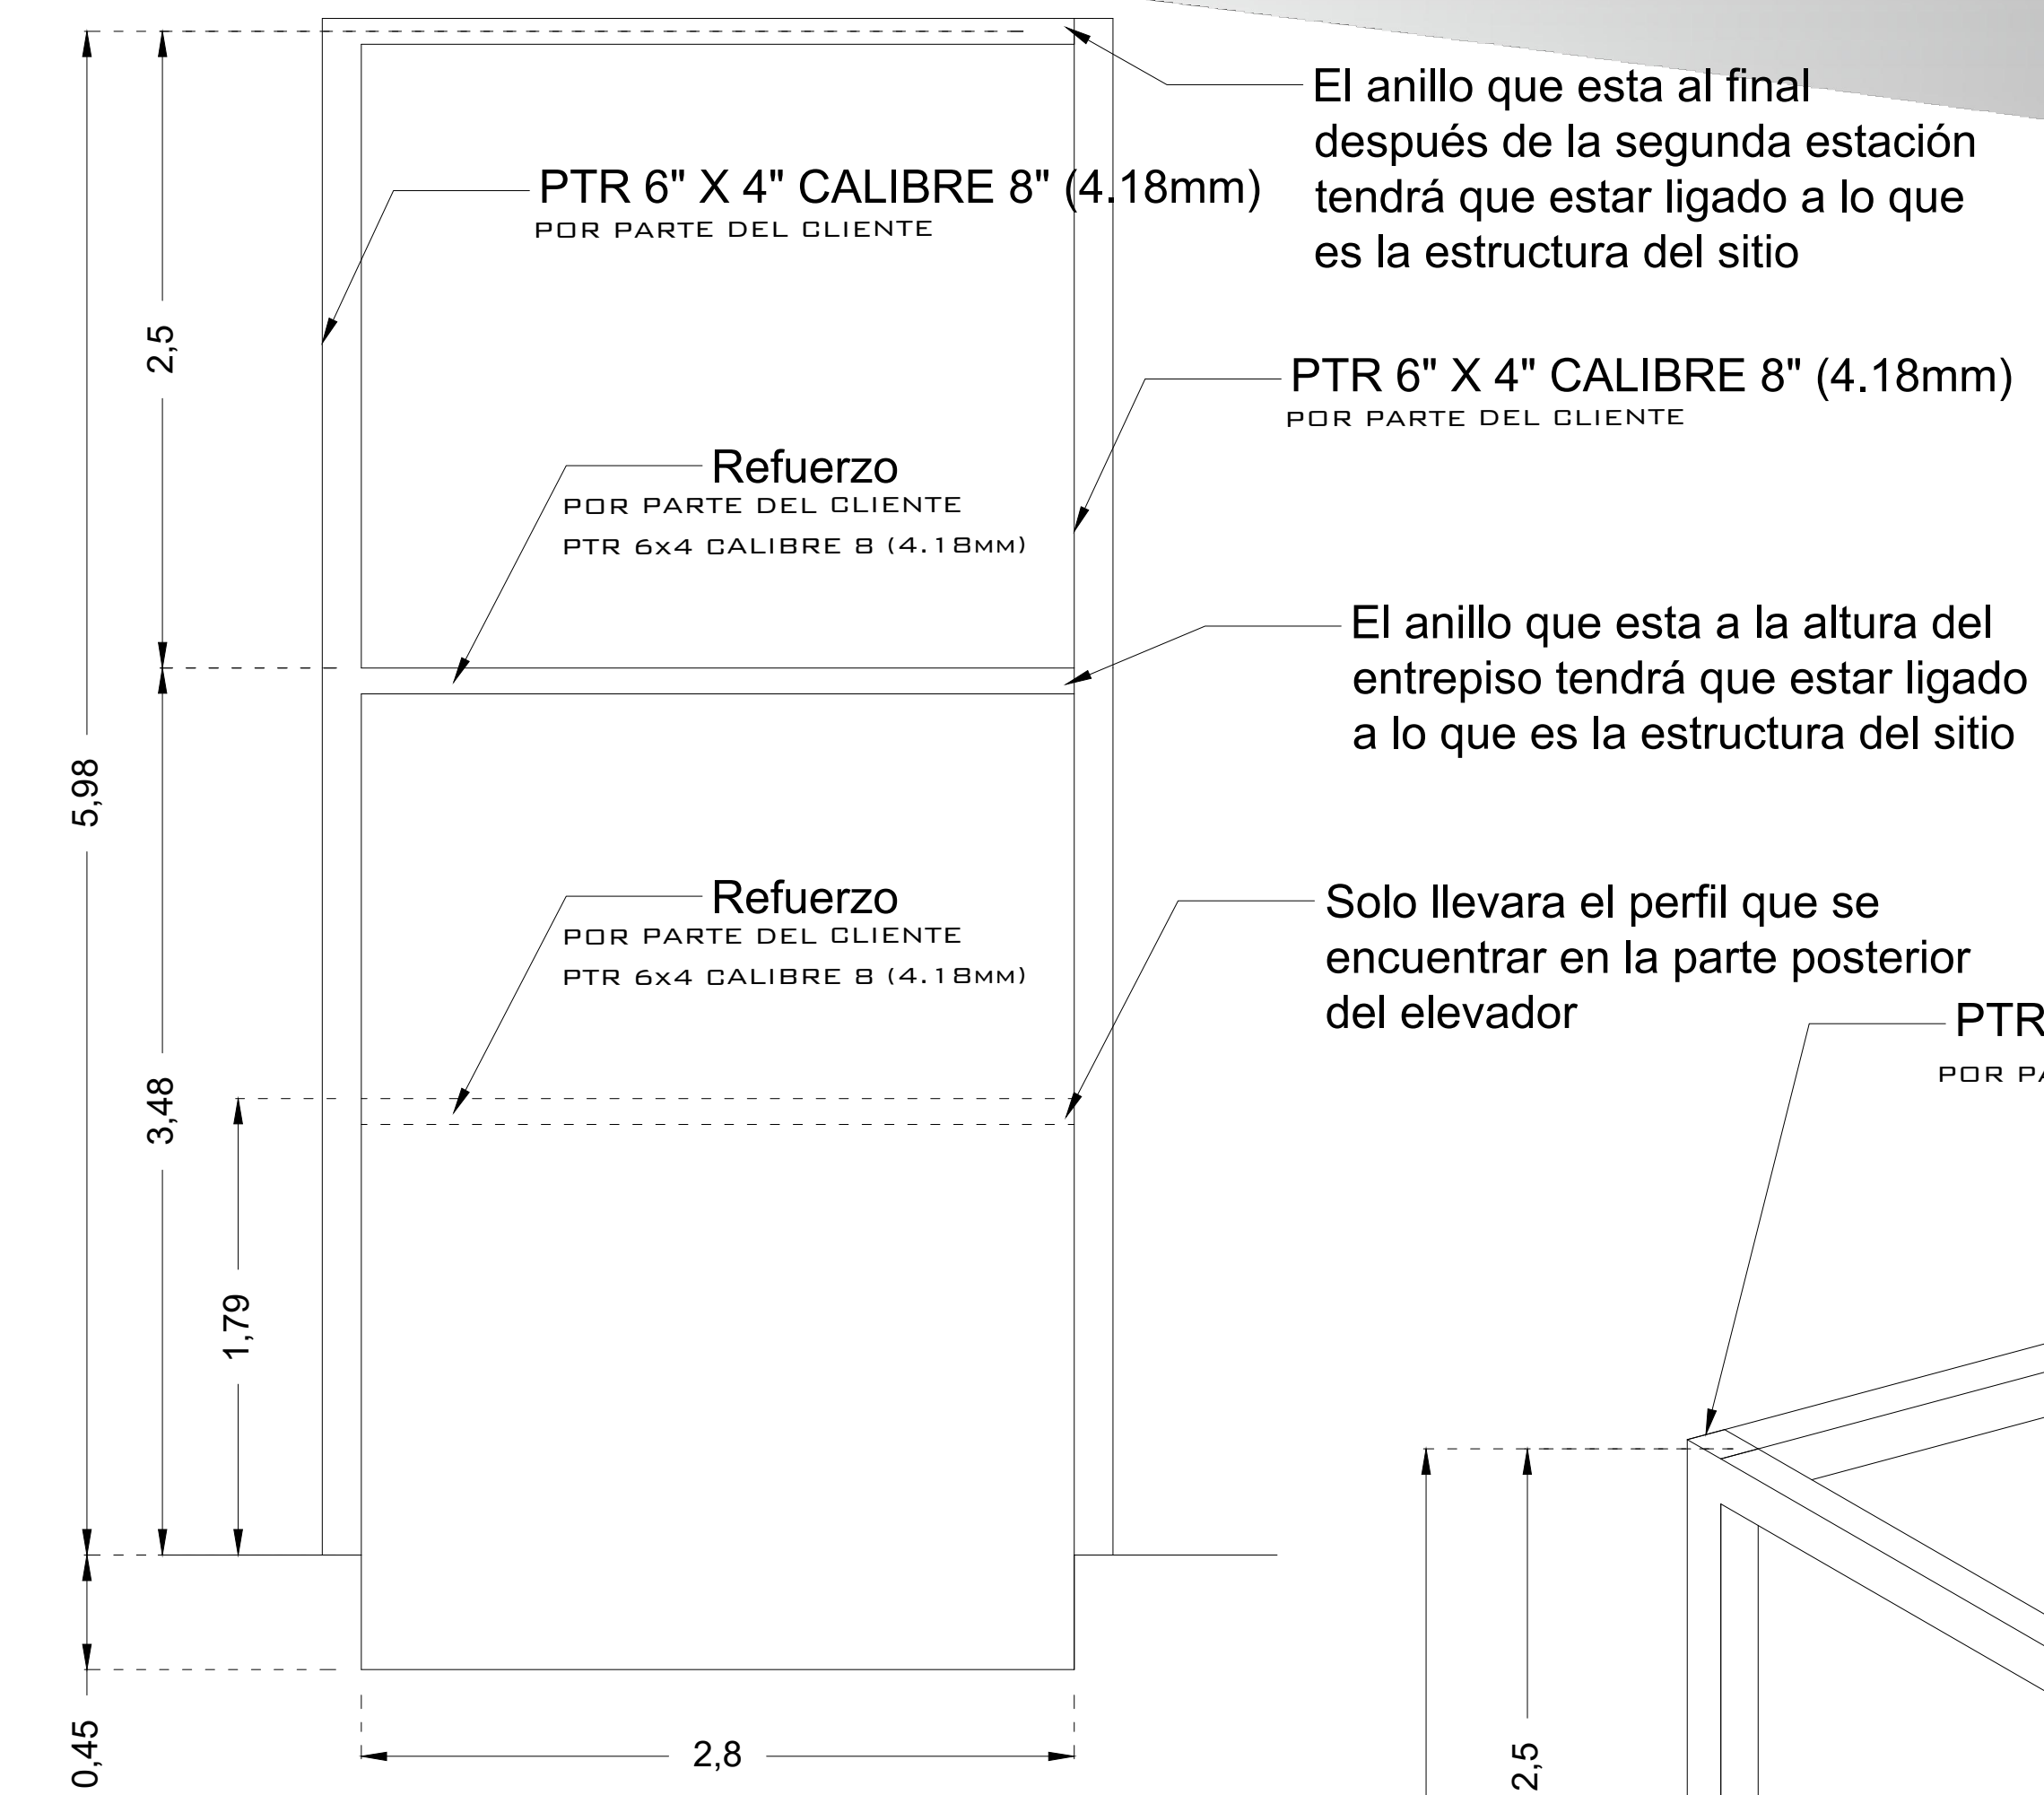 El anillo que esta al final
después de la segunda estación
tendrá que estar ligado a lo que
es la estructura del sitio
PTR 6" X 4" CALIBRE 8" (4.18mm)
POR PARTE DEL CLIENTE
2,5
PTR 6" X 4" CALIBRE 8" (4.18mm)
POR PARTE DEL CLIENTE
Refuerzo
POR PARTE DEL CLIENTE
PTR 6x4 CALIBRE 8 (4.18MM)
El anillo que esta a la altura del
entrepiso tendrá que estar ligado
a lo que es la estructura del sitio
5,98
Refuerzo
POR PARTE DEL CLIENTE
PTR 6x4 CALIBRE 8 (4.18MM)
Solo llevara el perfil que se
encuentrar en la parte posterior
del elevador
PTR
POR PA
3,48
1,79
0,45
2,8
2,5